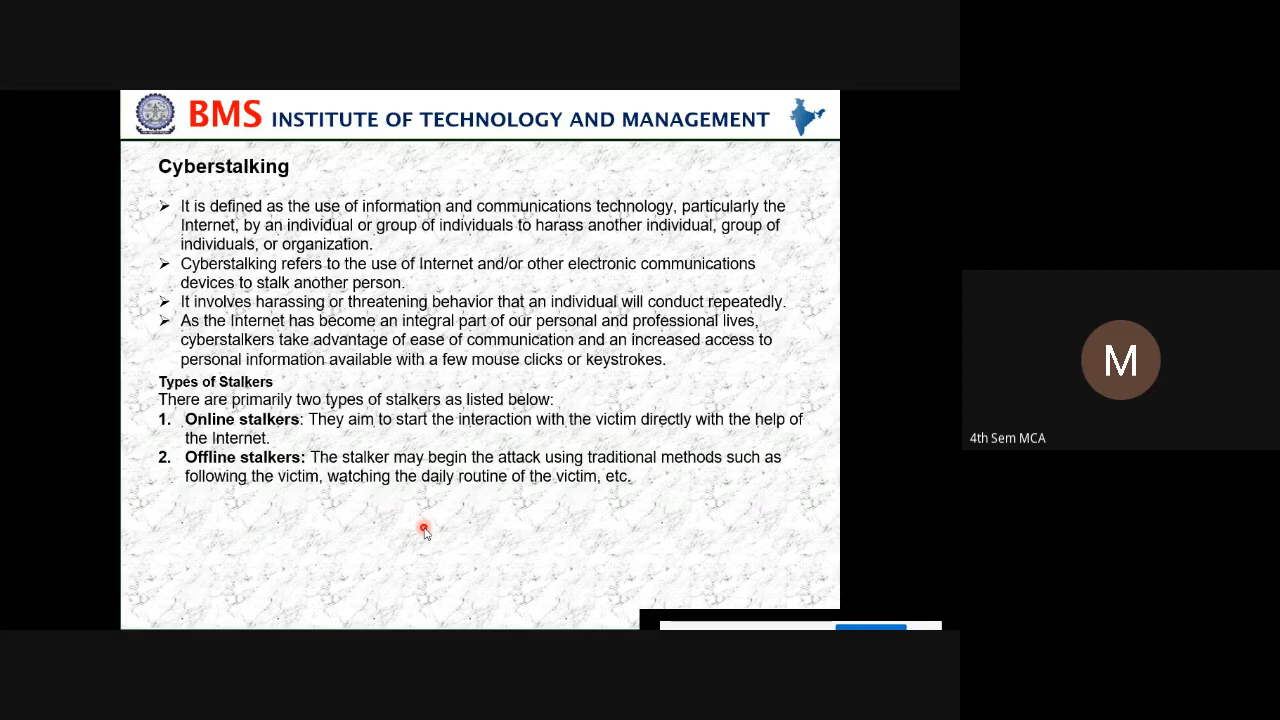 BMS INSTITUTE OF TECHNOLOGY AND MANAGEMENT
Cyberstalking
➢ It is defined as the use of information and communications technology, particularly the
Internet, by an individual or group of individuals to harass another individual, group of
individuals, or organization.
➢ Cyberstalking refers to the use of Internet and/or other electronic communications
devices to stalk another person.
➢ It involves harassing or threatening behavior that an individual will conduct repeatedly.
➢ As the Internet has become an integral part of our personal and professional lives,
cyberstalkers take advantage of ease of communication and an increased access to
personal information available with a few mouse clicks or keystrokes.
Types of Stalkers
There are primarily two types of stalkers as listed below:
1. Online stalkers: They aim to start the interaction with the victim directly with the help of
the Internet.
2. Offline stalkers: The stalker may begin the attack using traditional methods such as
following the victim, watching the daily routine of the victim, etc.
M
4th Sem MCA